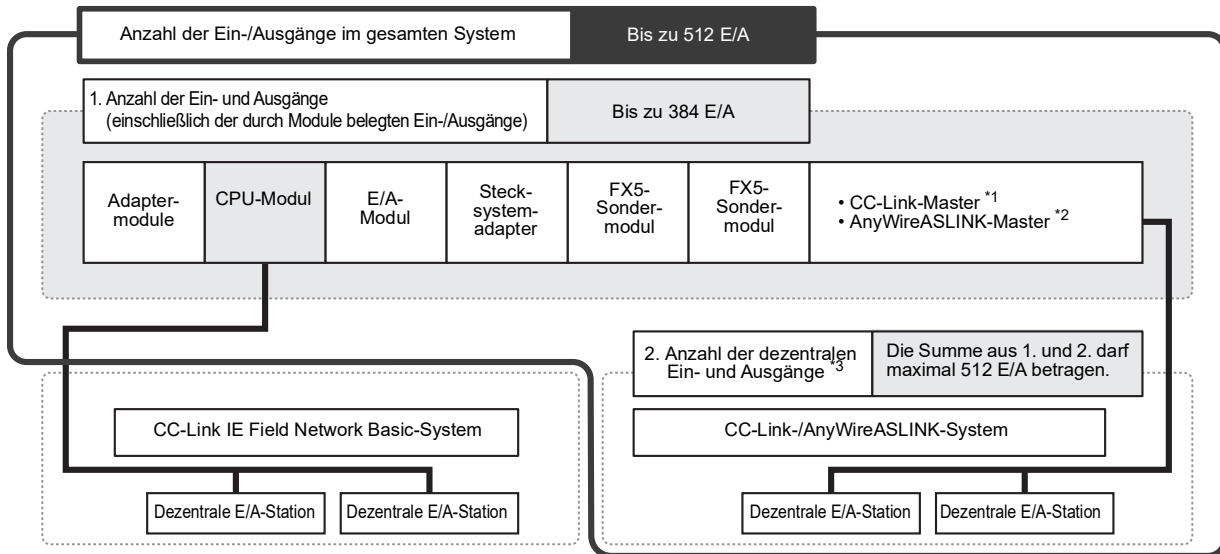 Anzahl der Ein-/Ausgänge im gesamten System
Bis zu 512 E/A
1. Anzahl der Ein- und Ausgänge
(einschließlich der durch Module belegten Ein-/Ausgänge)
Bis zu 384 E/A
Adapter-
module
CPU-Modul
E/A-
Modul
Steck-
system-
adapter
FX5-
Sonder-
modul
FX5-
Sonder-
modul
• CC-Link-Master *1
• AnyWireASLINK-Master *2
2. Anzahl der dezentralen
Ein- und Ausgänge *3
Die Summe aus 1. und 2. darf
maximal 512 E/A betragen.
CC-Link IE Field Network Basic-System
CC-Link-/AnyWireASLINK-System
Dezentrale E/A-Station
Dezentrale E/A-Station
Dezentrale E/A-Station
Dezentrale E/A-Station